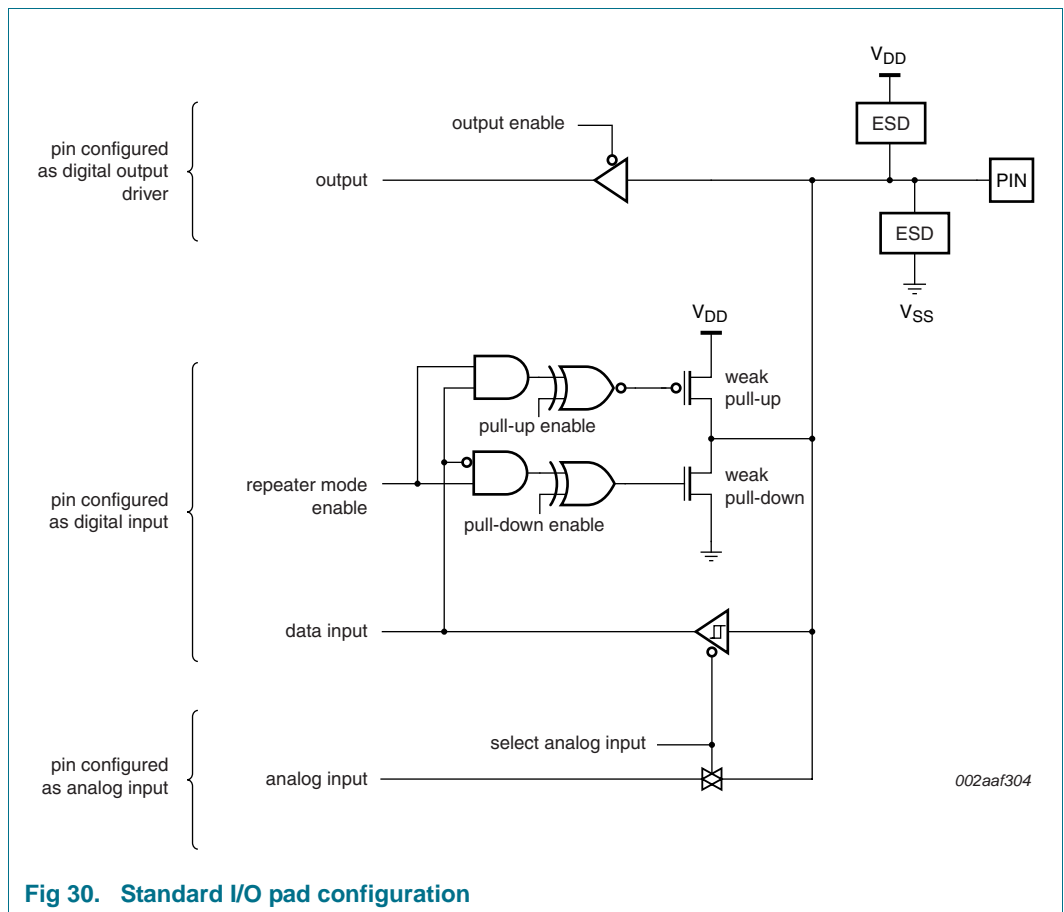 VDD
ESD
output enable
pin configured
as digital output
driver
output
PIN
ESD
VSS
VDD
weak
pull-up
pull-up enable
pin configured
as digital input
repeater mode
enable
weak
pull-down
pull-down enable
data input
select analog input
pin configured
as analog input
analog input
002aaf304
Fig 30. Standard I/O pad configuration